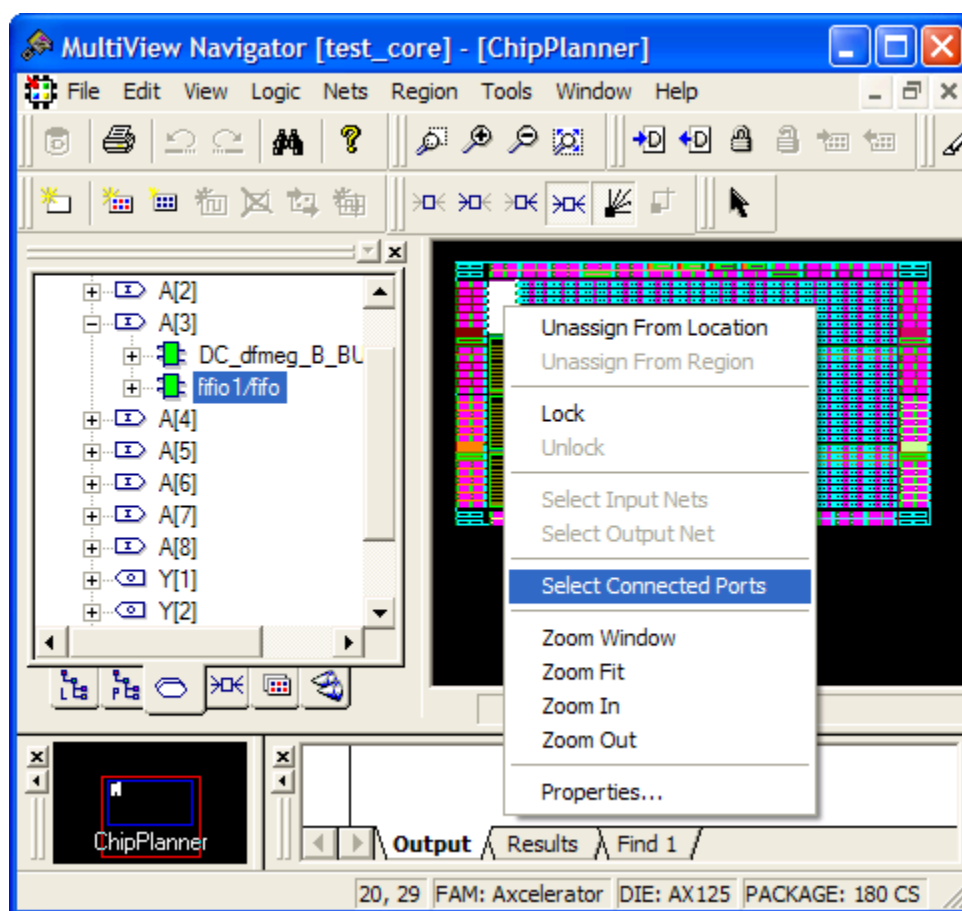 MultiView Navigator [test_core] - [ChipPlanner]
File Edit View Logic Nets Region Tools Window Help
A[2]
A[3]
DC_dfmeg_B_BU
fifio1/fifo
A[4]
A[5]
A[6]
A[7]
A[8]
Y[1]
Y[2]
Unassign From Location
Unassign From Region
Lock
Unlock
Select Input Nets
Select Output Net
Select Connected Ports
Zoom Window
Zoom Fit
Zoom In
Zoom Out
Properties...
ChipPlanner
Output Results Find 1
20, 29 FAM: Axcelerator DIE: AX125 PACKAGE: 180 CS